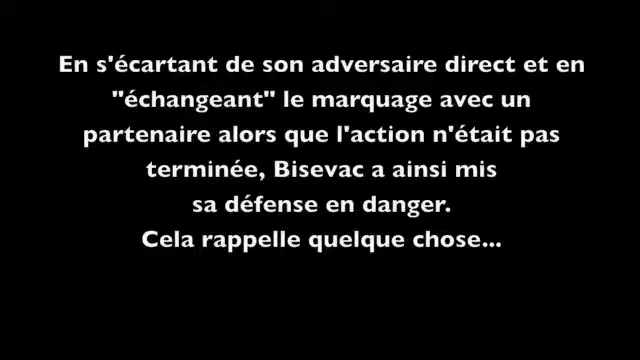 En s'écartant de son adversaire direct et en
"échangeant" le marquage avec un
partenaire alors que l'action n'était pas
terminée, Bisevac a ainsi mis
sa défense en danger.
Cela rappelle quelque chose...